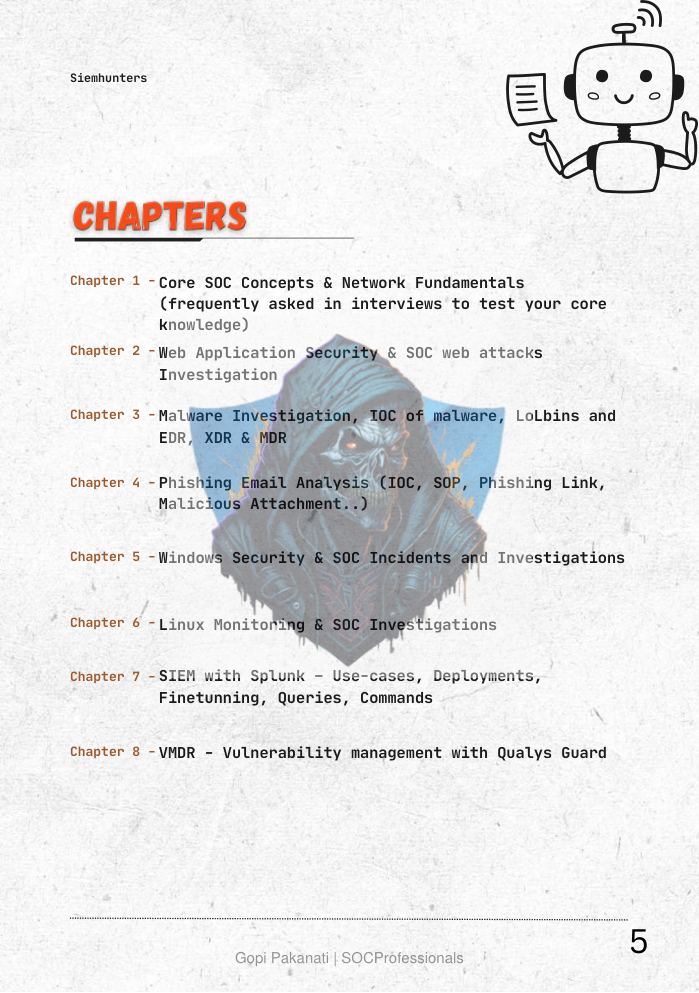 Siemhunters
CHAPTERS
Chapter 1 - Core SOC Concepts & Network Fundamentals
(frequently asked in interviews to test your core
knowledge)
Chapter 2 - Web Application Security & SOC web attacks
Investigation
Chapter 3 - Malware Investigation, IOC of malware, LoLbins and
EDR, XDR & MDR
Chapter 4 - Phishing Email Analysis (IOC, SOP, Phishing Link,
Malicious Attachment..)
Chapter 5 - Windows Security & SOC Incidents and Investigations
Chapter 6 - Linux Monitoring & SOC Investigations
Chapter 7 - SIEM with Splunk - Use-cases, Deployments,
Finetunning, Queries, Commands
Chapter 8 - VMDR - Vulnerability management with Qualys Guard
5
Gopi Pakanati | SOCProfessionals